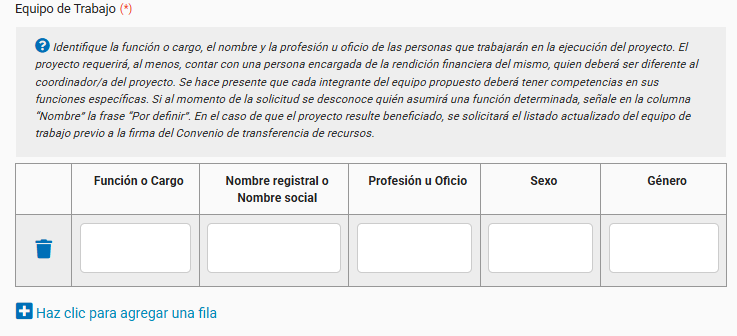 Equipo de Trabajo (*)
Identifique la función o cargo, el nombre y la profesión u oficio de las personas que trabajarán en la ejecución del proyecto. El
proyecto requerirá, al menos, contar con una persona encargada de la rendición financiera del mismo, quien deberá ser diferente al
coordinador/a del proyecto. Se hace presente que cada integrante del equipo propuesto deberá tener competencias en sus
funciones específicas. Si al momento de la solicitud se desconoce quién asumirá una función determinada, señale en la columna
"Nombre" la frase "Por definir". En el caso de que el proyecto resulte beneficiado, se solicitará el listado actualizado del equipo de
trabajo previo a la firma del Convenio de transferencia de recursos.
Función o Cargo
Nombre registral o
Nombre social
Profesión u Oficio
Sexo
Género
Haz clic para agregar una fila